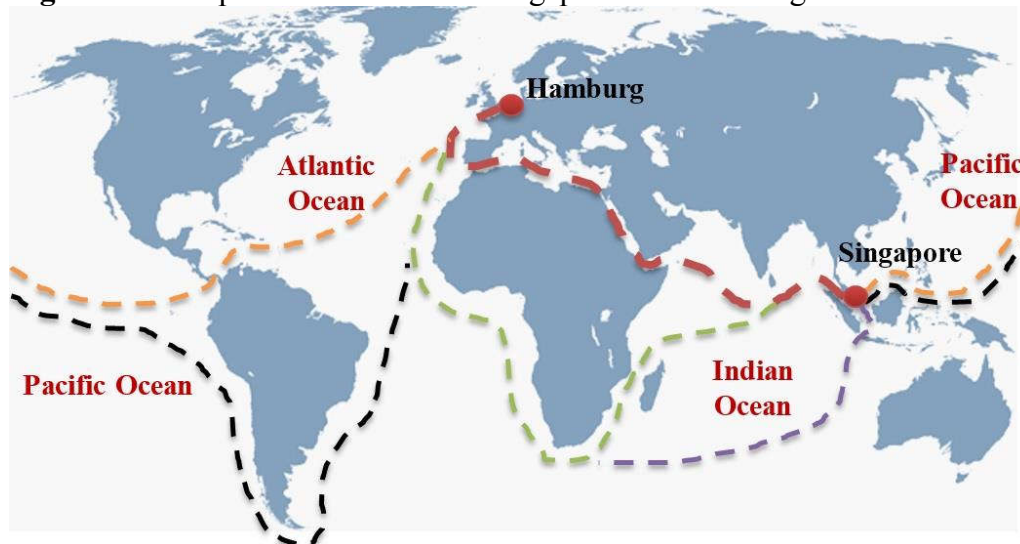 Hamburg
Atlantic
Ocean
Pacific
Ocean
Singapore
Pacific Ocean
Indian
Ocean